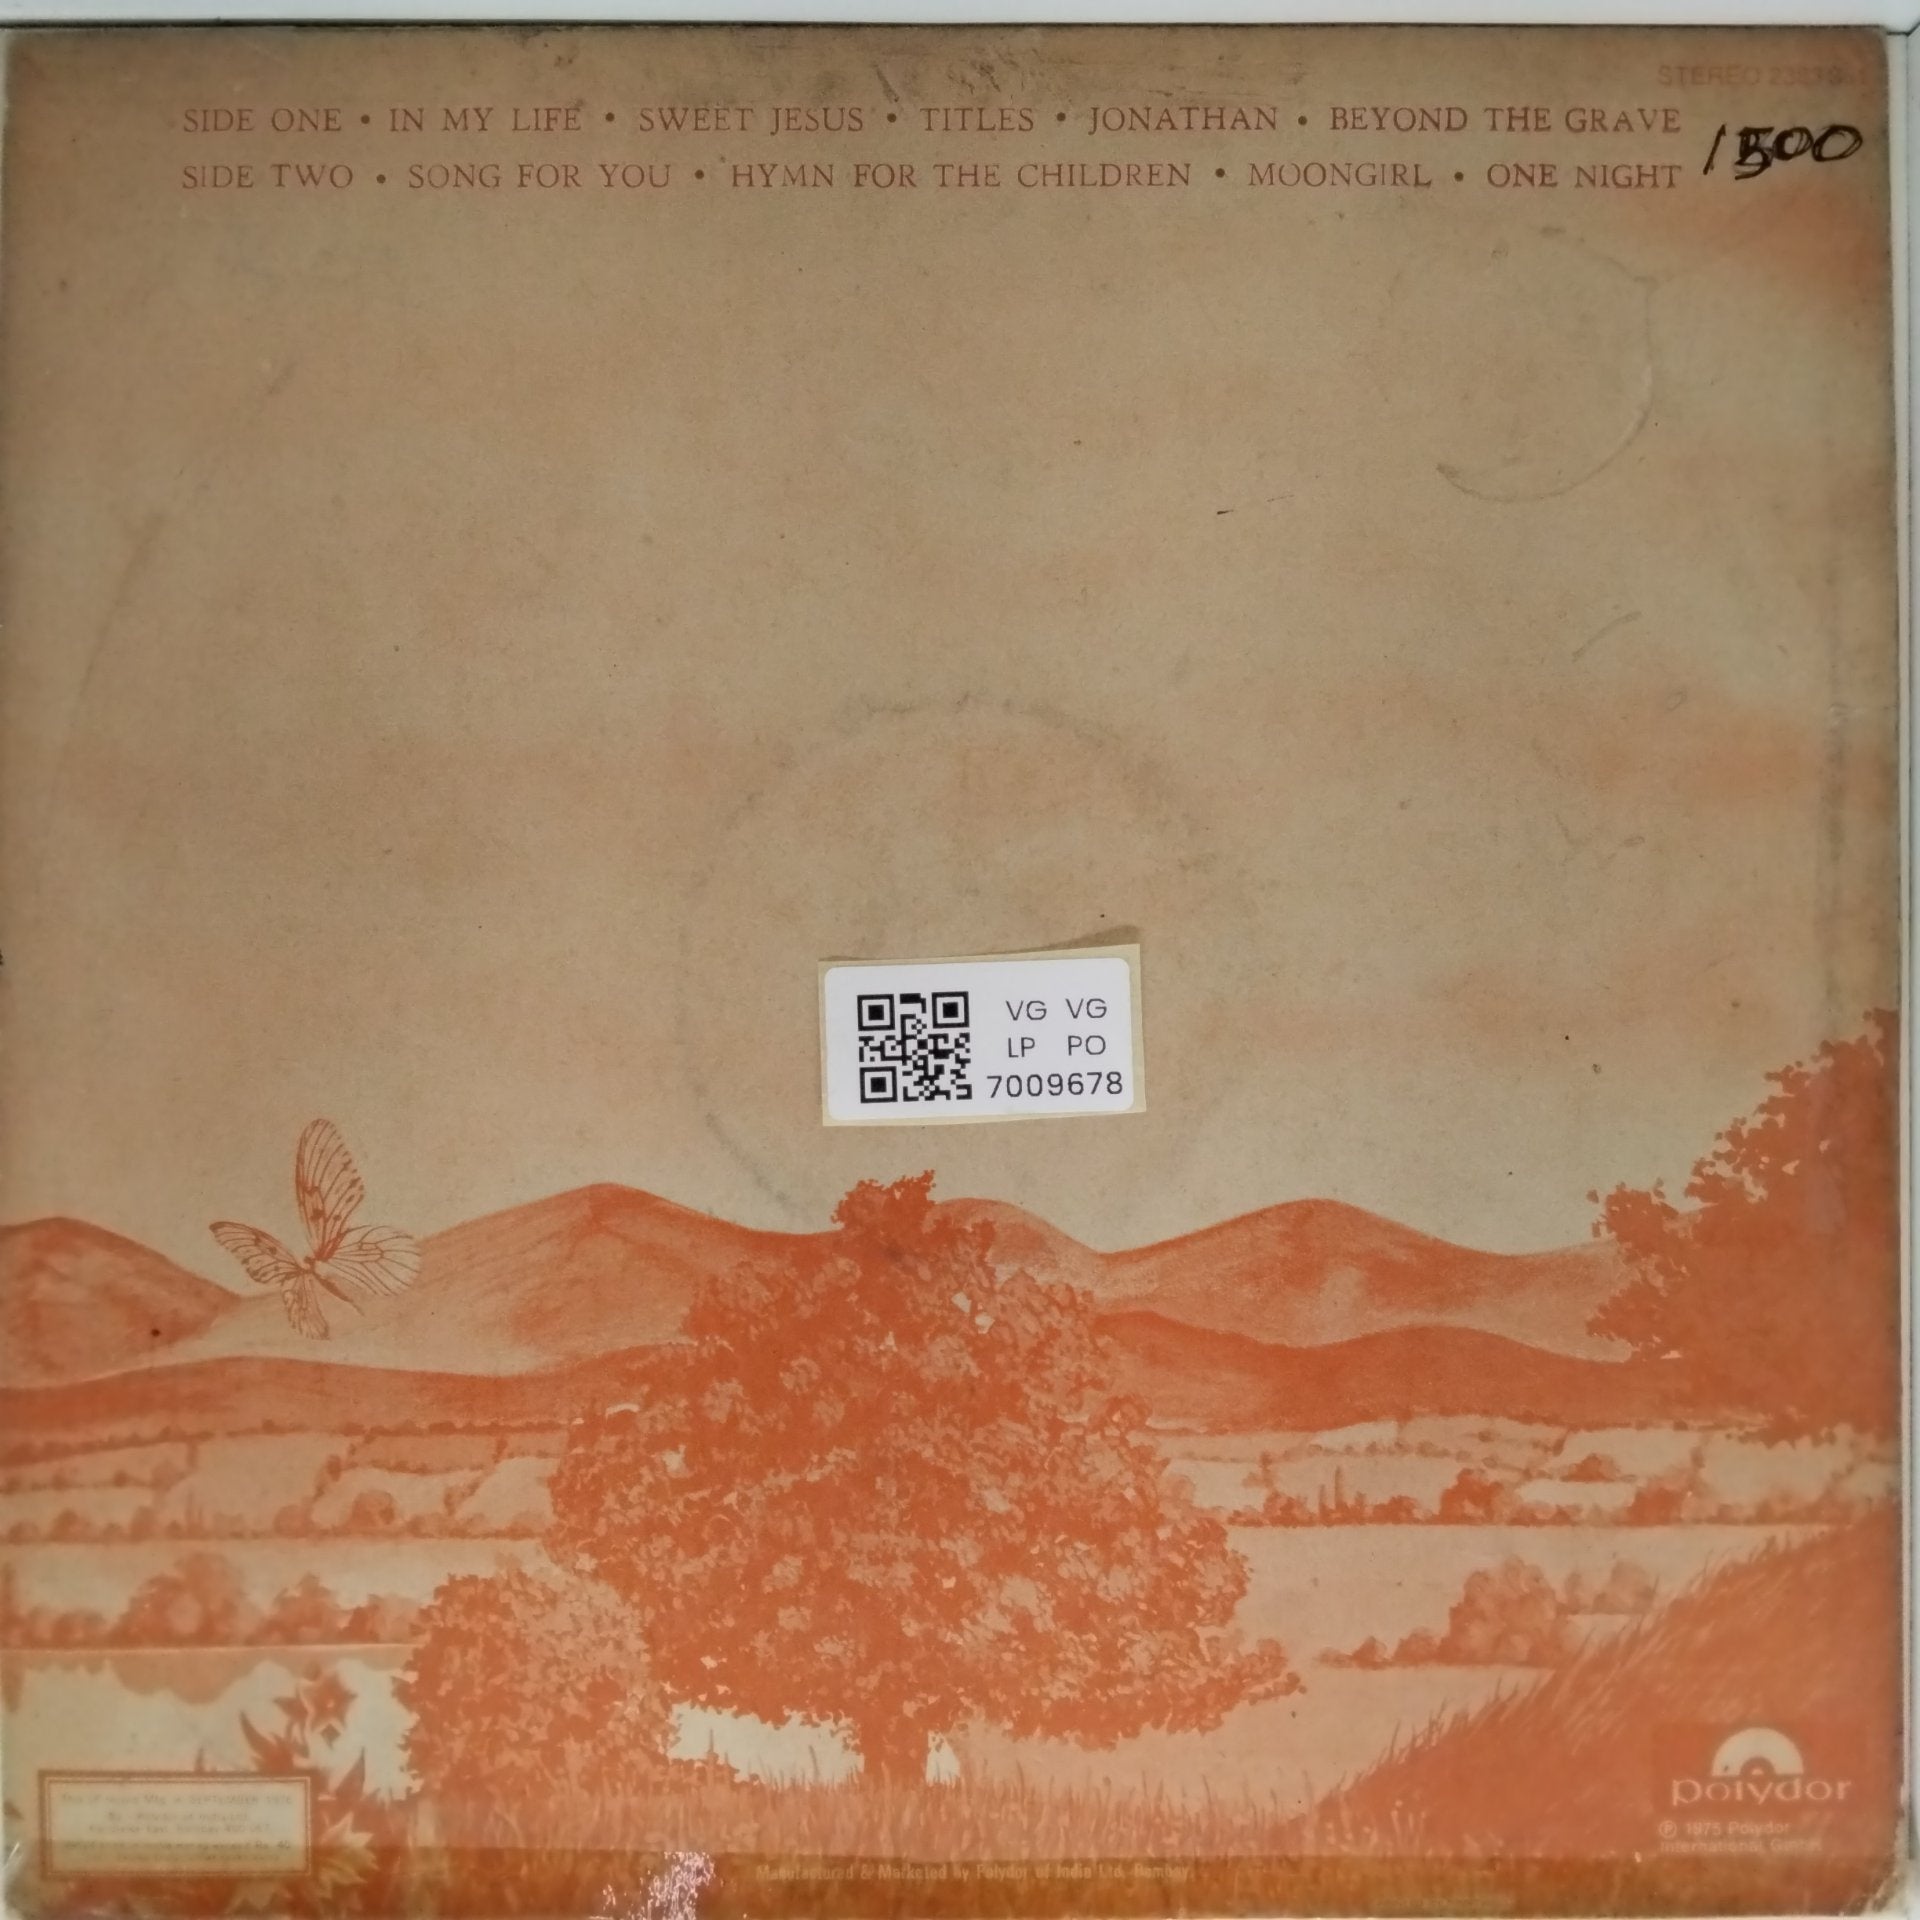 STEREO
SIDE ONE • IN MY LIFE • SWEET JESUS • TITLES • JONATHAN • BEYOND THE GRAVE
SIDE TWO • SONG FOR YOU • HYMN FOR THE CHILDREN • MOONGIRL • ONE NIGHT
1500
VG VG
LP PO
7009678
polydor
℗ 1975 Polydor
International GmbH
SEPTEMBER 1976
Manufactured & Marketed by Polydor of India Ltd. Bombay